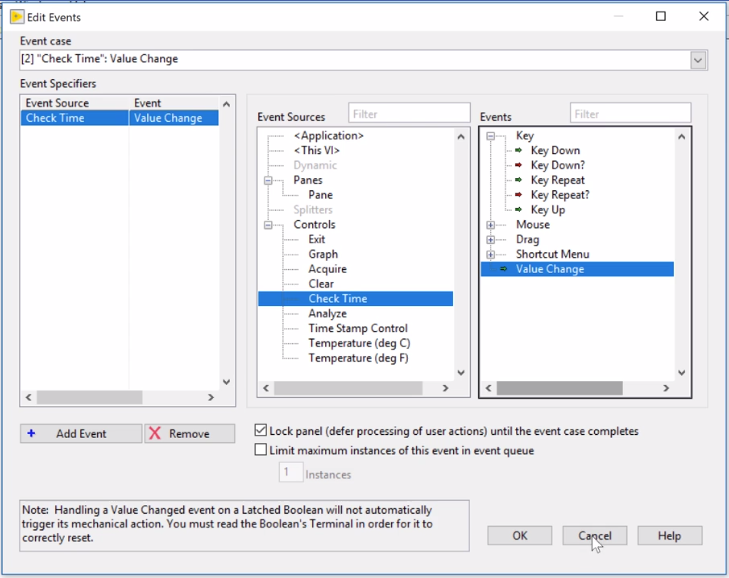 Edit Events
Event case
[2] "Check Time": Value Change
Event Specifiers
Event Source Event
Check Time Value Change
Event Sources Filter
<Application>
<This VI>
Dynamic
Panes
Pane
Splitters
Controls
Exit
Graph
Acquire
Clear
Check Time
Analyze
Time Stamp Control
Temperature (deg C)
Temperature (deg F)
Events Filter
Key
Key Down
Key Down?
Key Repeat
Key Repeat?
Key Up
Mouse
Drag
Shortcut Menu
Value Change
Add Event Remove
Lock panel (defer processing of user actions) until the event case completes
Limit maximum instances of this event in event queue
1 Instances
Note: Handling a Value Changed event on a Latched Boolean will not automatically
trigger its mechanical action. You must read the Boolean's Terminal in order for it to
correctly reset.
OK Cancel Help